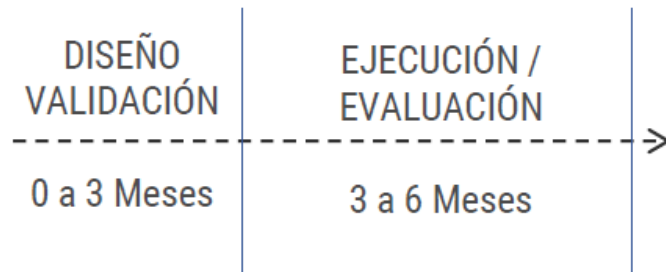 DISEÑO
VALIDACIÓN
EJECUCIÓN /
EVALUACIÓN
0 a 3 Meses
3 a 6 Meses